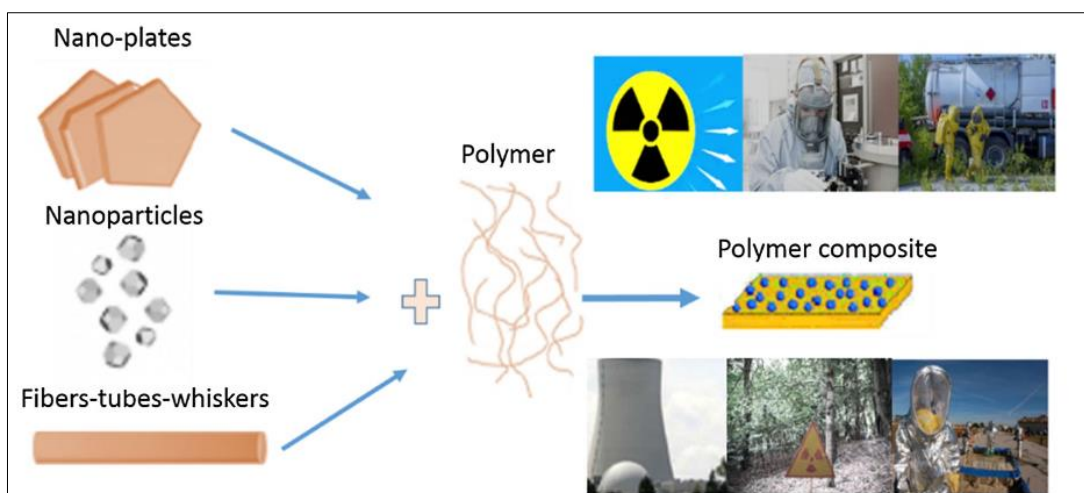 Nano-plates
Nanoparticles
Fibers-tubes-whiskers
Polymer
Polymer composite